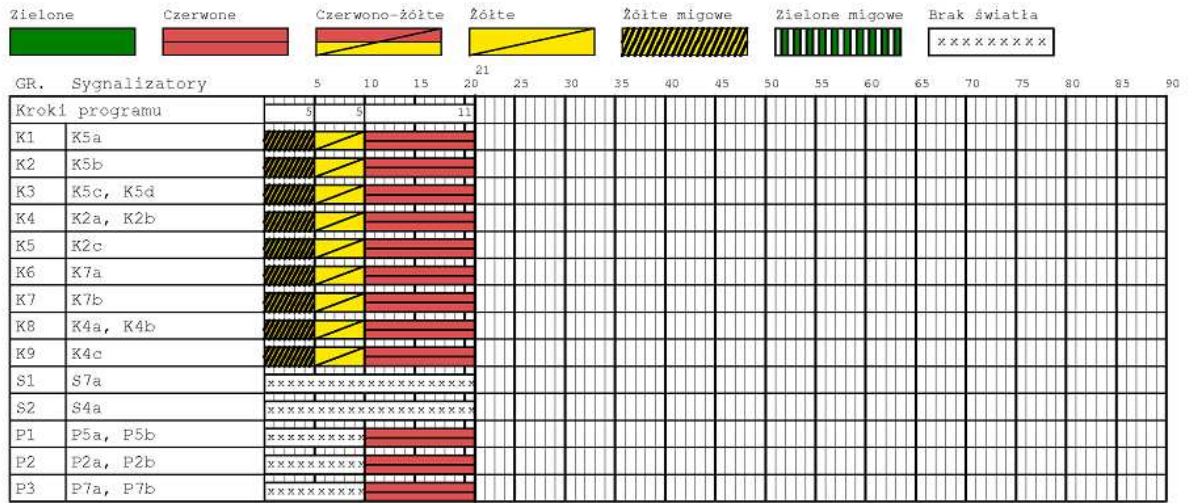 Zielone Czerwone Czerwono-żółte Żółte Żółte migowe Zielone migowe Brak światła
x x x x x x x x x
21
GR. Sygnalizatory 5 10 15 20 25 30 35 40 45 50 55 60 65 70 75 80 85 90
Kroki programu 5 5 11
K1 K5a
K2 K5b
K3 K5c, K5d
K4 K2a, K2b
K5 K2c
K6 K7a
K7 K7b
K8 K4a, K4b
K9 K4c
S1 S7a x x x x x x x x x x x x x x x x x x x x x
S2 S4a x x x x x x x x x x x x x x x x x x x x x
P1 P5a, P5b x x x x x x x x x x
P2 P2a, P2b x x x x x x x x x x
P3 P7a, P7b x x x x x x x x x x